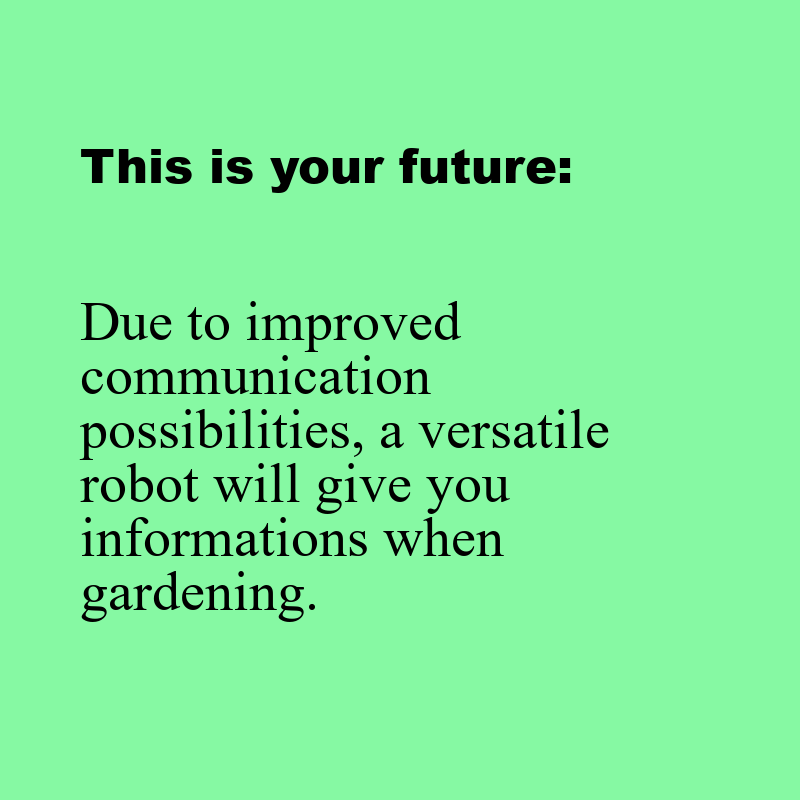 This is your future:
Due to improved
communication
possibilities, a versatile
robot will give you
informations when
gardening.